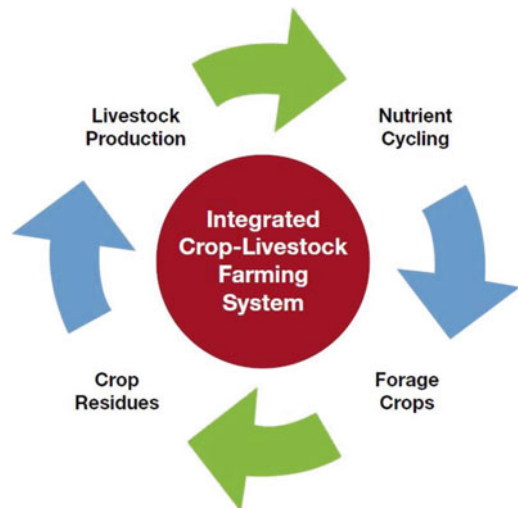 Livestock
Production
Nutrient
Cycling
Integrated
Crop-Livestock
Farming
System
Crop
Residues
Forage
Crops